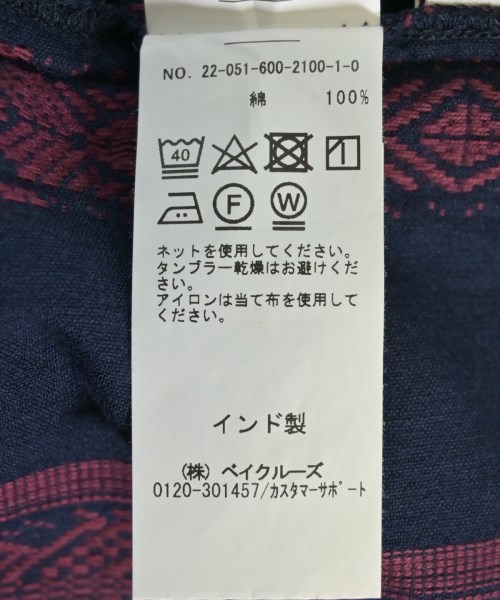 NO. 22-051-600-2100-1-0
綿 100%
40
F W
ネットを使用してください。
タンブラー乾燥はお避けくだ
さい。
アイロンは当て布を使用して
ください。
インド製
(株) ベイクルーズ
0120-301457/カスタマーサポート